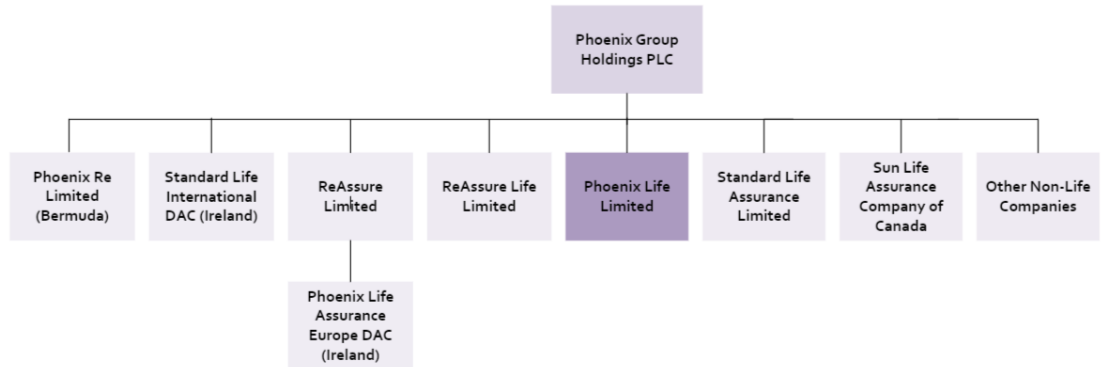 Phoenix Group
Holdings PLC
Phoenix Re
Limited
(Bermuda)
Standard Life
International
DAC (Ireland)
ReAssure
Limited
ReAssure Life
Limited
Phoenix Life
Limited
Standard Life
Assurance
Limited
Sun Life
Assurance
Company of
Canada
Other Non-Life
Companies
Phoenix Life
Assurance
Europe DAC
(Ireland)